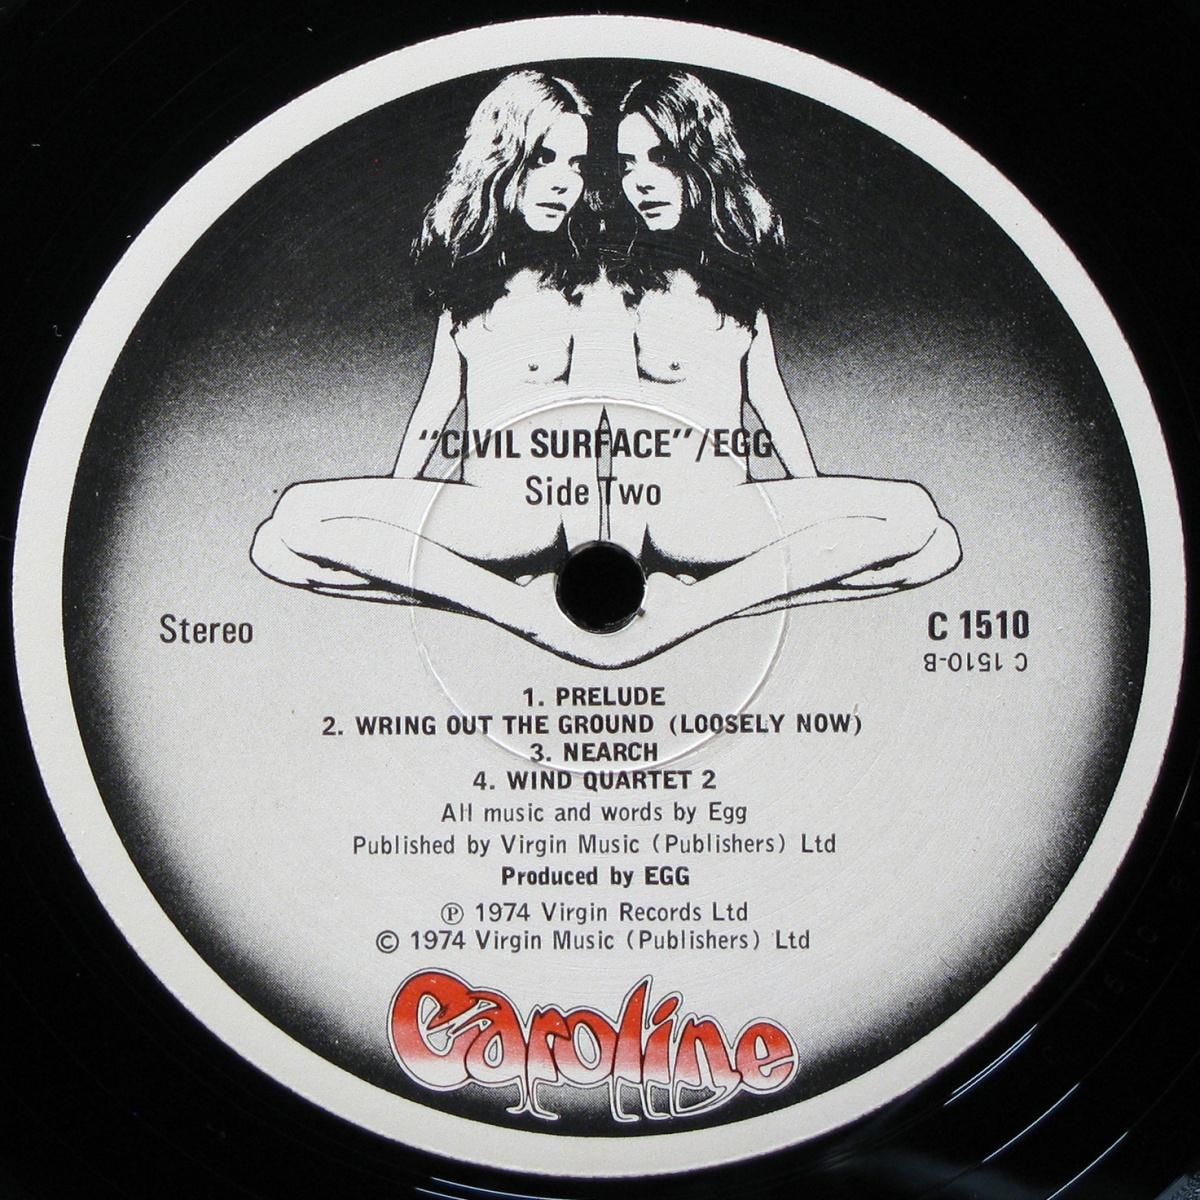 “CIVIL SURFACE”/EGG
Side Two
Stereo
C 1510
C 1510-B
1. PRELUDE
2. WRING OUT THE GROUND (LOOSELY NOW)
3. NEARCH
4. WIND QUARTET 2
All music and words by Egg
Published by Virgin Music (Publishers) Ltd
Produced by EGG
Ⓟ 1974 Virgin Records Ltd
© 1974 Virgin Music (Publishers) Ltd
Caroline